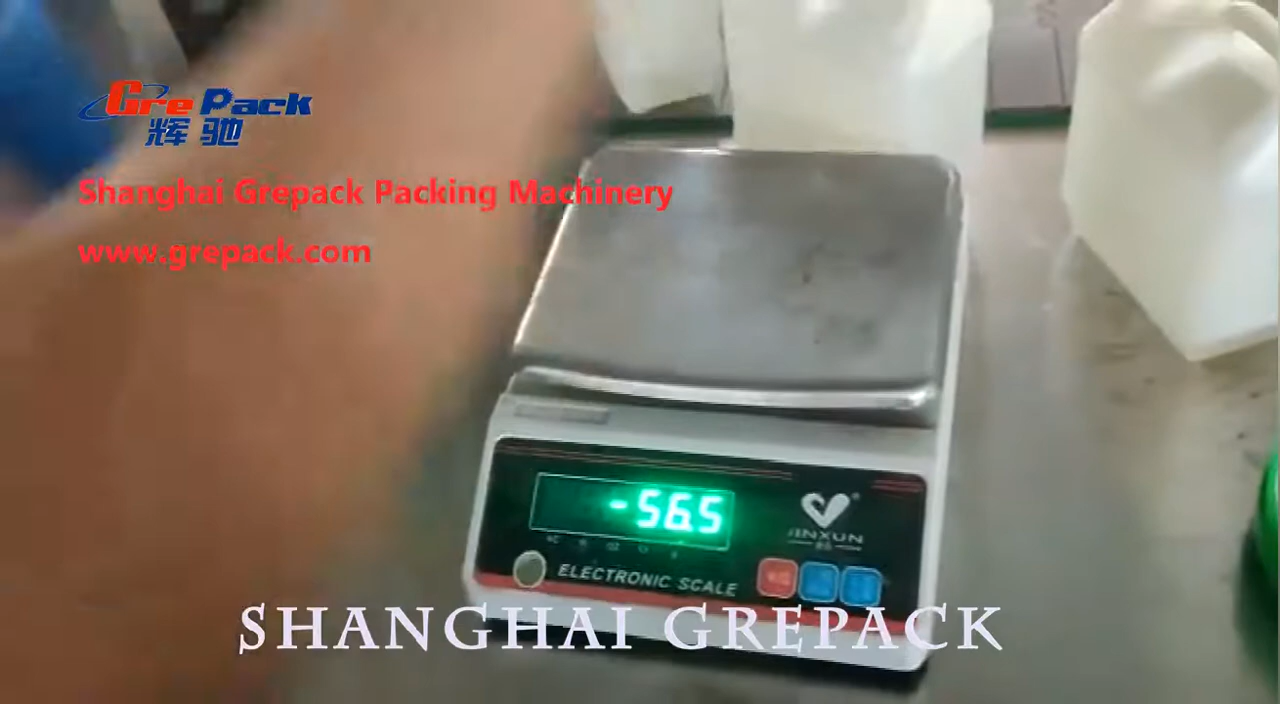 GrePack
辉驰
Shanghai Grepack Packing Machinery
www.grepack.com
-56.5
JINXUN
ELECTRONIC SCALE
SHANGHAI GREPACK